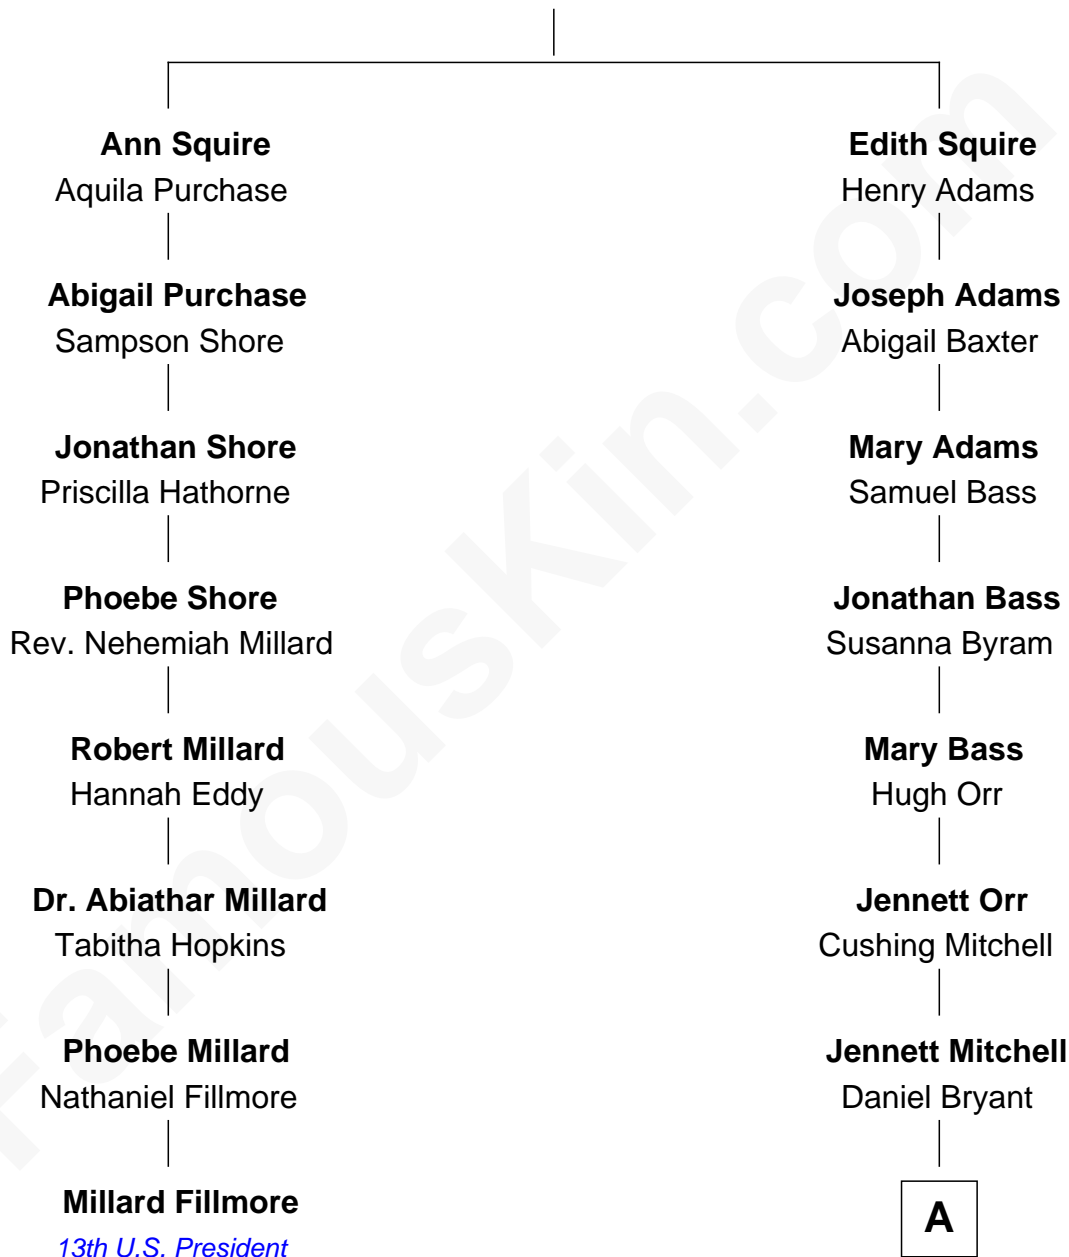 Ann Squire
Aquila Purchase
Edith Squire
Henry Adams
Abigail Purchase
Sampson Shore
Joseph Adams
Abigail Baxter
Jonathan Shore
Priscilla Hathorne
Mary Adams
Samuel Bass
Phoebe Shore
Rev. Nehemiah Millard
Jonathan Bass
Susanna Byram
Robert Millard
Hannah Eddy
Mary Bass
Hugh Orr
Dr. Abiathar Millard
Tabitha Hopkins
Jennett Orr
Cushing Mitchell
Phoebe Millard
Nathaniel Fillmore
Jennett Mitchell
Daniel Bryant
Millard Fillmore
13th U.S. President
A
FamousKin.com